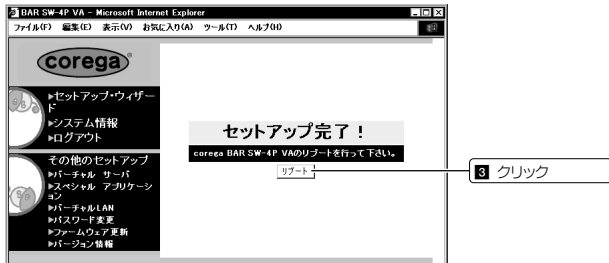 BAR SW-4P VA - Microsoft Internet Explorer
ファイル(F) 編集(E) 表示(V) お気に入り(A) ツール(T) ヘルプ(H)
corega
セットアップ・ウィザー
ド
システム情報
ログアウト
その他のセットアップ
バーチャル サーバ
スペシャル アプリケーシ
ョン
バーチャルLAN
パスワード変更
ファームウェア更新
バージョン情報
セットアップ完了!
corega BAR SW-4P VAのリブートを行って下さい。
リブート
3 クリック